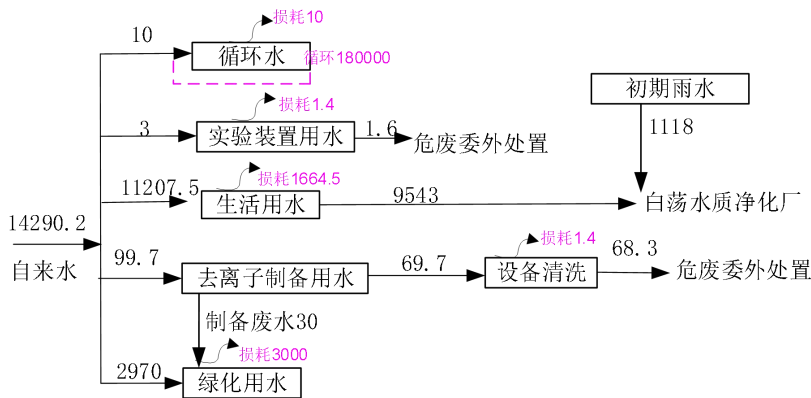 损耗10
10
循环水
循环180000
初期雨水
损耗1.4
3
实验装置用水
1.6
危废委外处置
1118
损耗1664.5
11207.5
生活用水
9543
白荡水质净化厂
14290.2
自来水
损耗1.4
99.7
去离子制备用水
69.7
设备清洗
68.3
危废委外处置
制备废水30
损耗3000
2970
绿化用水